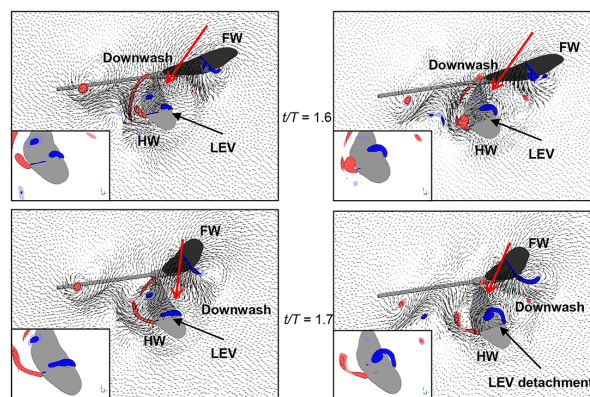 FW
Downwash
HW
LEV
t/T = 1.6
FW
Downwash
HW
LEV
FW
Downwash
HW
LEV
t/T = 1.7
FW
Downwash
HW
LEV detachment